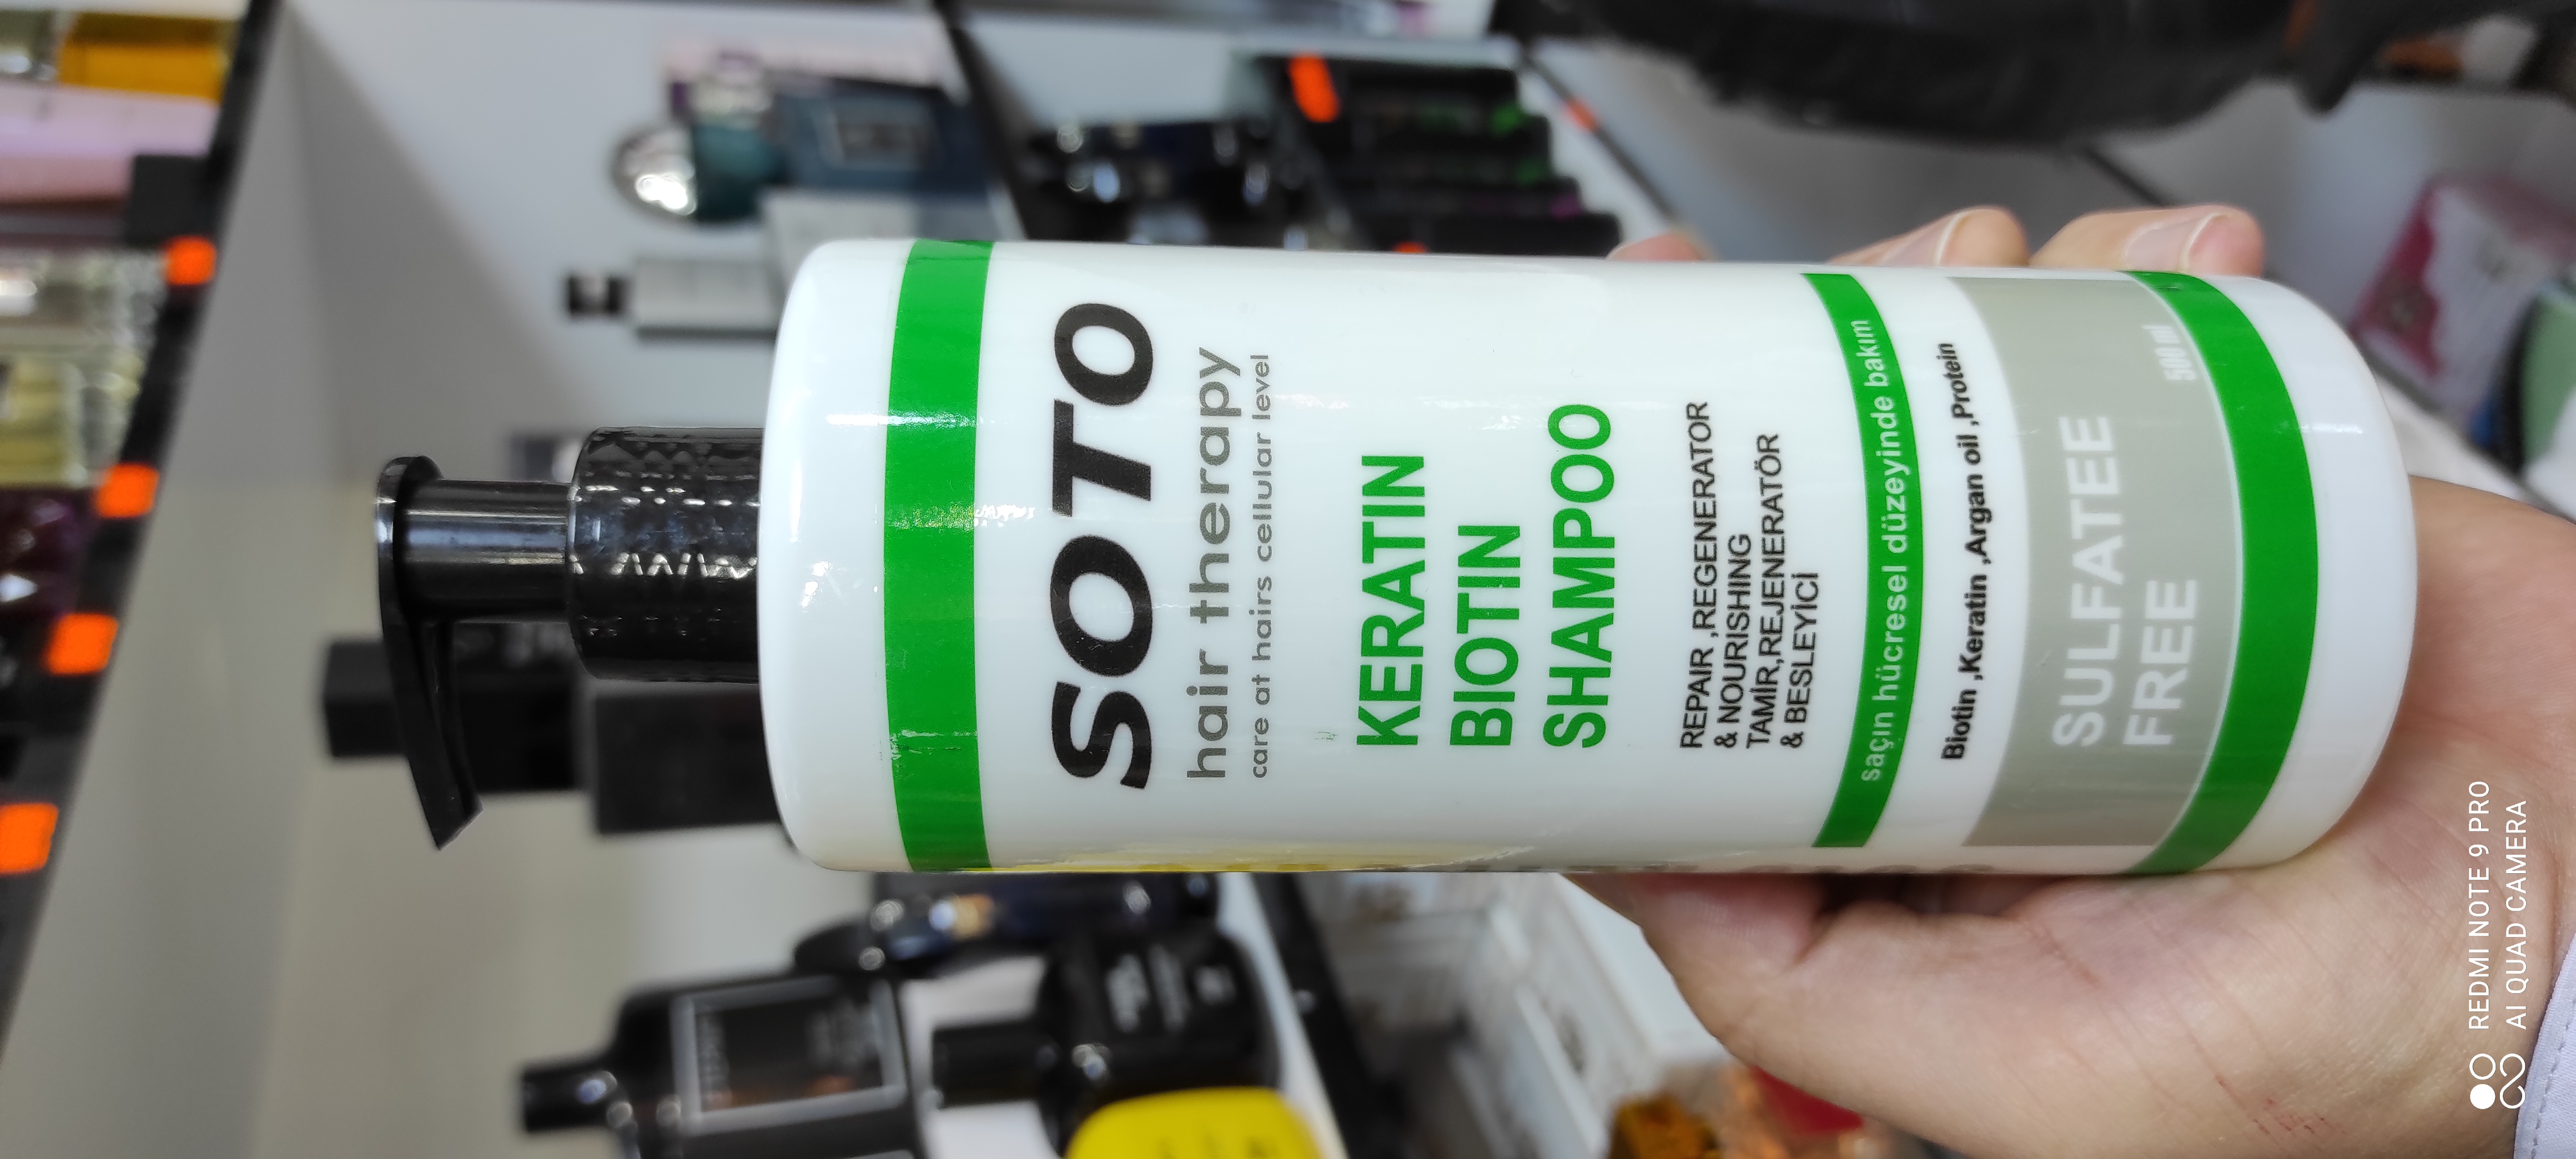 SOTO
hair therapy
care at hairs cellular level
KERATIN
BIOTIN
SHAMPOO
REPAIR ,REGENERATOR
& NOURISHING
TAMİR,REJENERATÖR
& BESLEYİCİ
saçın hücresel düzeyinde bakım
Biotin ,Keratin ,Argan oil ,Protein
SULFATEE
FREE
500 ml
REDMI NOTE 9 PRO
AI QUAD CAMERA